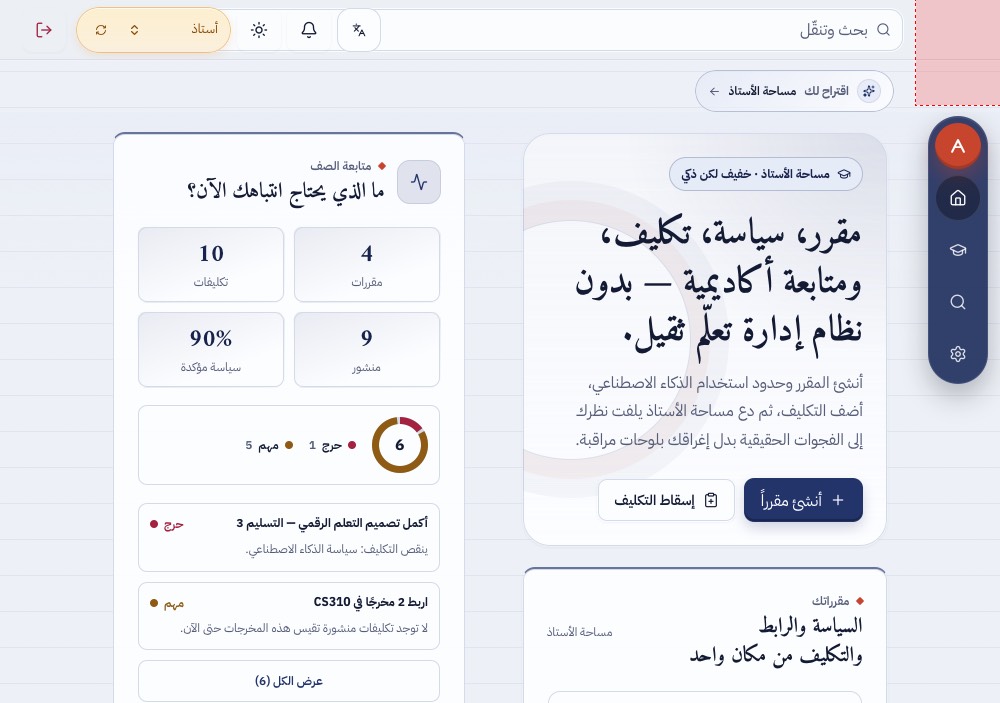 بحث وتنقّل
أستاذ
اقتراح لك مساحة الأستاذ
A
مساحة الأستاذ · خفيف لكن ذكي
مقرر، سياسة، تكليف،
ومتابعة أكاديمية — بدون
نظام إدارة تعلّم ثقيل.
أنشئ المقرر وحدود استخدام الذكاء الاصطناعي،
أضف التكليف، ثم دع مساحة الأستاذ يلفت نظرك
إلى الفجوات الحقيقية بدل إغراقك بلوحات مراقبة.
أنشئ مقرراً
إسقاط التكليف
مقرراتك
السياسة والرابط
والتكليف من مكان واحد
مساحة الأستاذ
متابعة الصف
ما الذي يحتاج انتباهك الآن؟
4
مقررات
10
تكليفات
9
منشور
90%
سياسة مؤكدة
6
حرج 1
مهم 5
أكمل تصميم التعلم الرقمي — التسليم 3
حرج
ينقص التكليف: سياسة الذكاء الاصطناعي.
اربط 2 مخرجًا في CS310
مهم
لا توجد تكليفات منشورة تقيس هذه المخرجات حتى الآن.
عرض الكل (6)